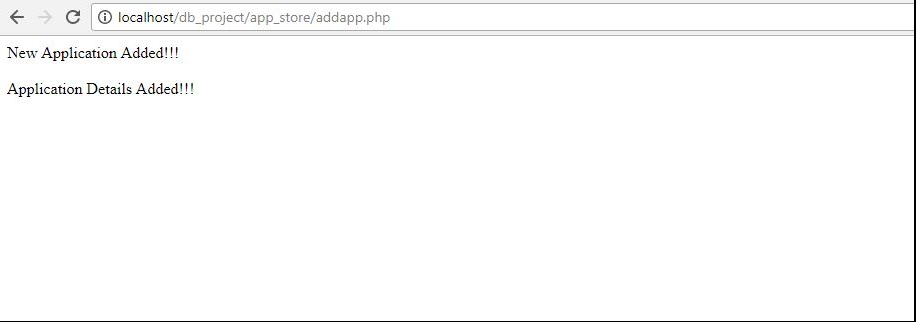 localhost/db_project/app_store/addapp.php
New Application Added!!!
Application Details Added!!!